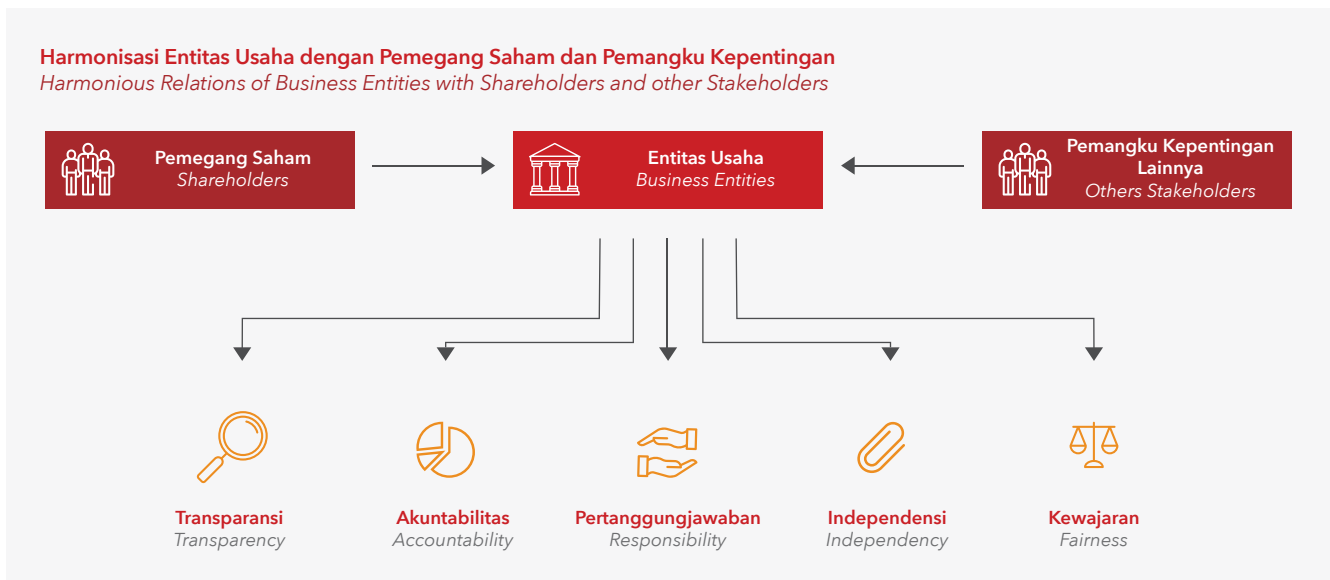 Harmonisasi Entitas Usaha dengan Pemegang Saham dan Pemangku Kepentingan
Harmonious Relations of Business Entities with Shareholders and other Stakeholders
Pemegang Saham
Shareholders
Entitas Usaha
Business Entities
Pemangku Kepentingan
Lainnya
Others Stakeholders
Transparansi
Transparency
Akuntabilitas
Accountability
Pertanggungjawaban
Responsibility
Independensi
Independency
Kewajaran
Fairness